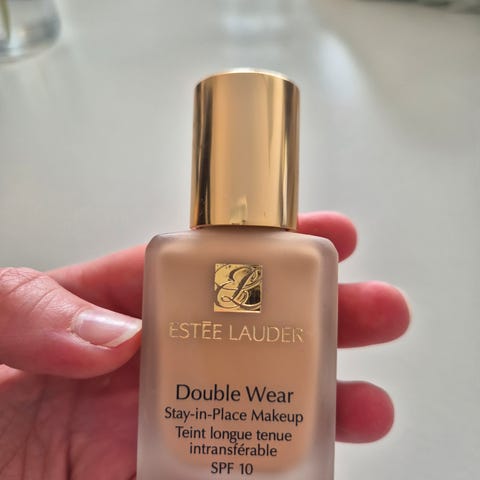 ESTĒE LAUDER
Double Wear
Stay-in-Place Makeup
Teint longue tenue
intransférable
SPF 10